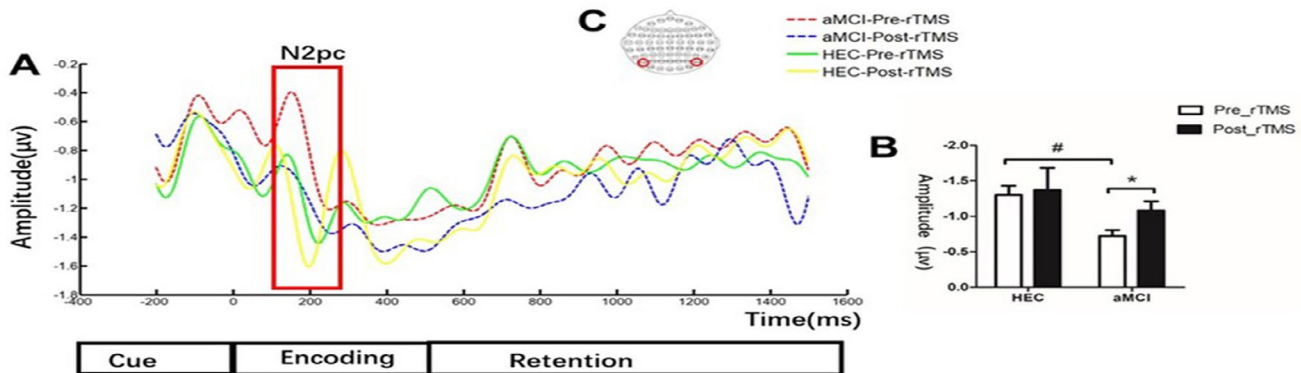 C
aMCI-Pre-rTMS
aMCI-Post-rTMS
HEC-Pre-rTMS
HEC-Post-rTMS
A
N2pc
-0.2
-0.4
-0.6
-0.8
-1
-1.2
-1.4
-1.6
-1.8
Amplitude(μv)
-400 -200 0 200 400 600 800 1000 1200 1400 1600
Time(ms)
Cue Encoding Retention
B
Pre_rTMS
Post_rTMS
-2.0
-1.5
-1.0
-0.5
0.0
Amplitude (μv)
#
*
HEC aMCI